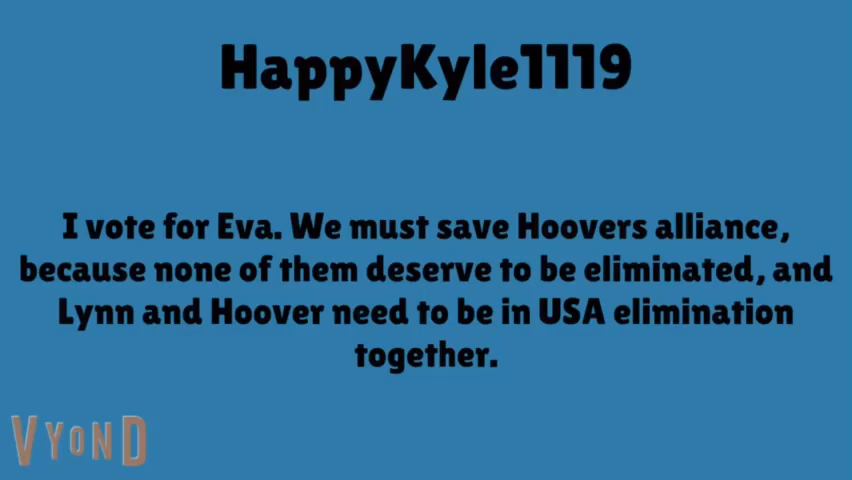 HappyKyle1119
I vote for Eva. We must save Hoovers alliance,
because none of them deserve to be eliminated, and
Lynn and Hoover need to be in USA elimination
together.
VYOND